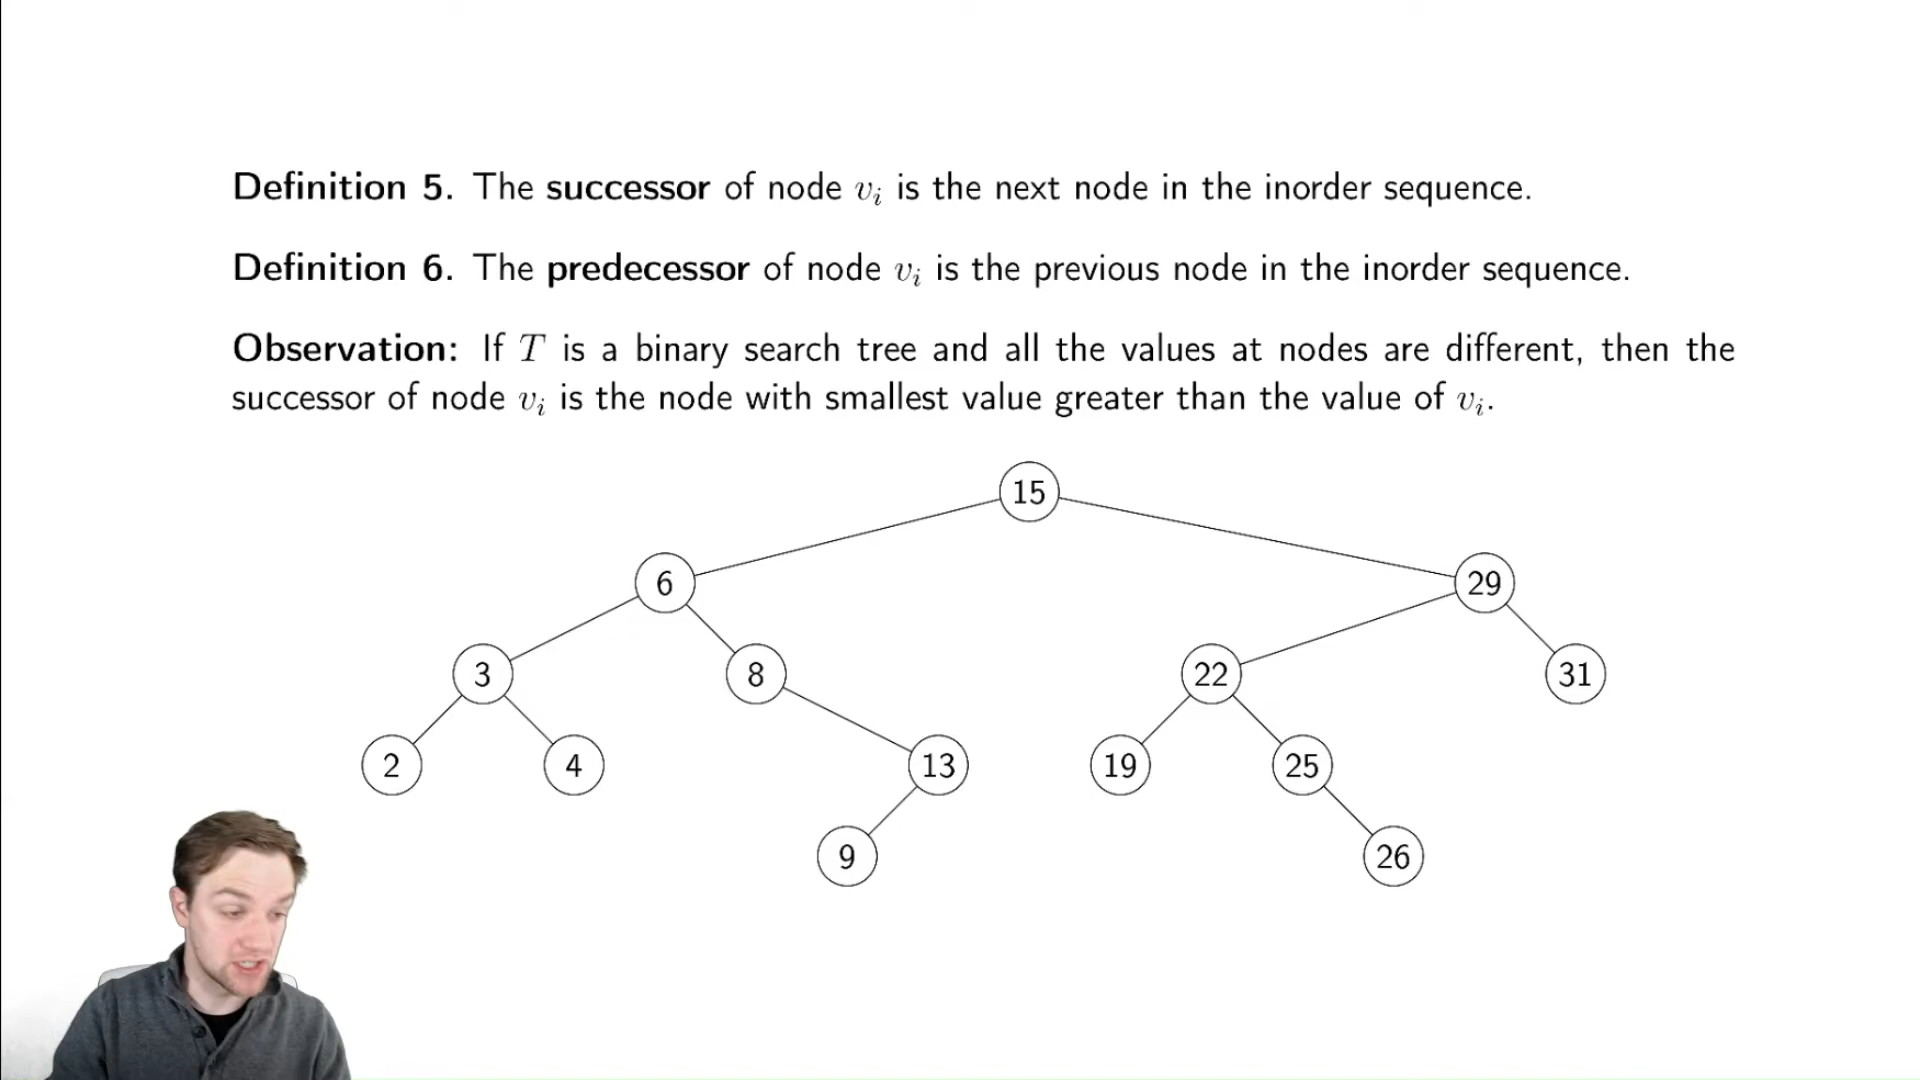 Definition 5. The successor of node vᵢ is the next node in the inorder sequence.
Definition 6. The predecessor of node vᵢ is the previous node in the inorder sequence.
Observation: If T is a binary search tree and all the values at nodes are different, then the
successor of node vᵢ is the node with smallest value greater than the value of vᵢ.
15
6 29
3 8 22 31
2 4 13 19 25
9 26